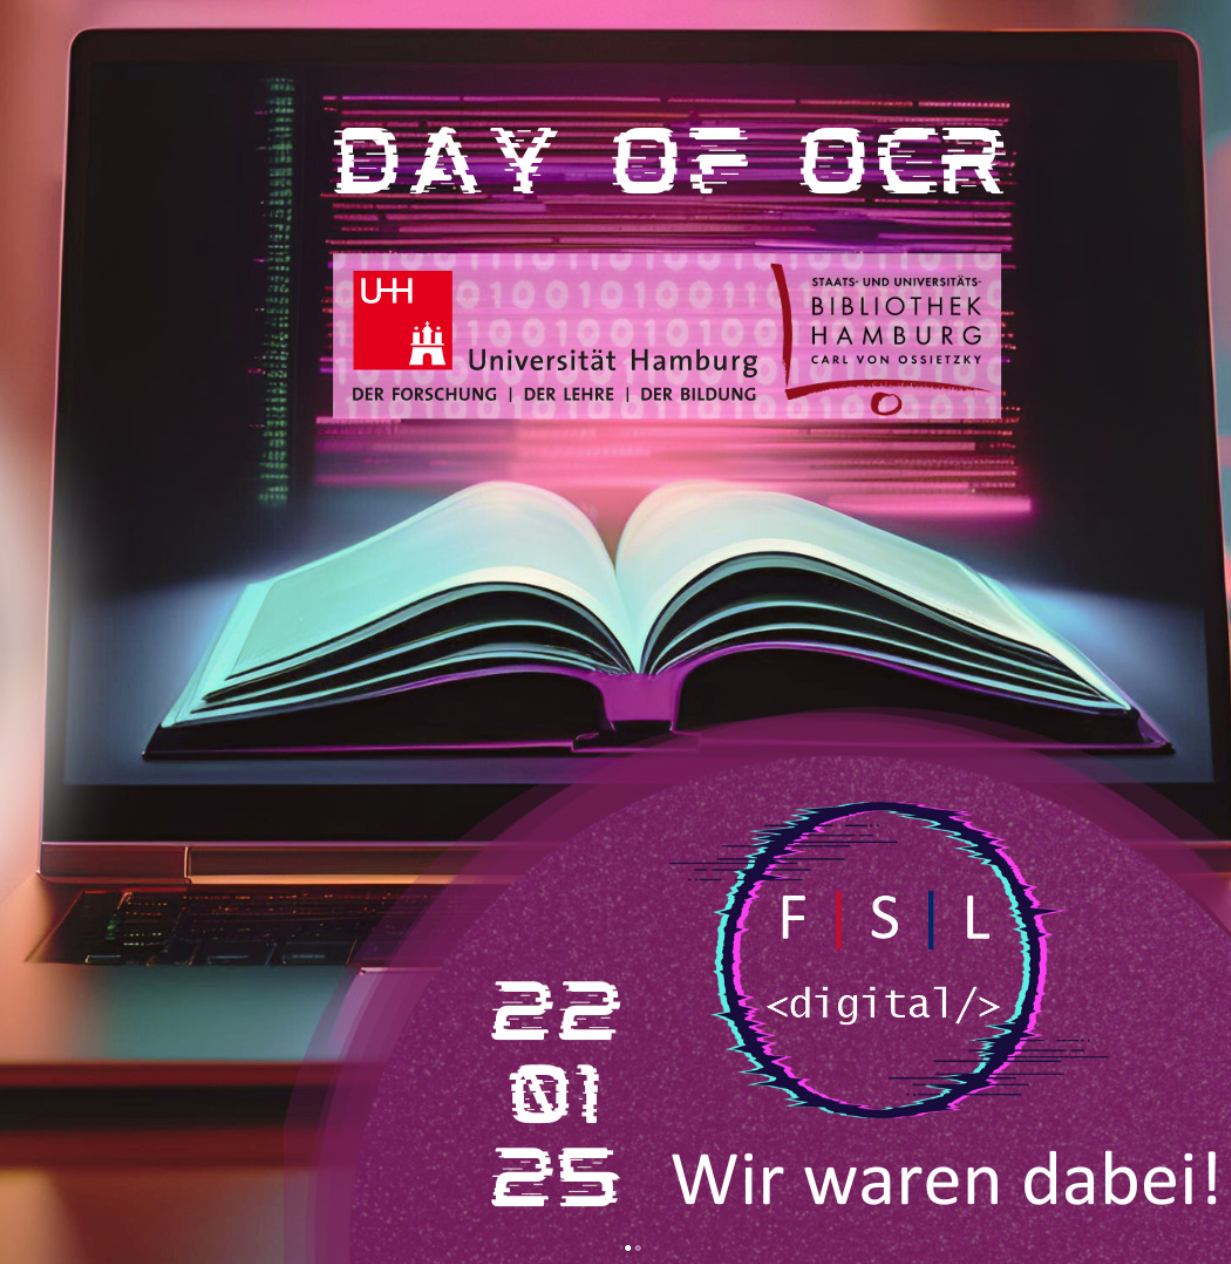 DAY OF OCR
UHH
Universität Hamburg
DER FORSCHUNG | DER LEHRE | DER BILDUNG
STAATS- UND UNIVERSITÄTS-
BIBLIOTHEK
HAMBURG
CARL VON OSSIETZKY
F | S | L
<digital/>
22
01
25
Wir waren dabei!